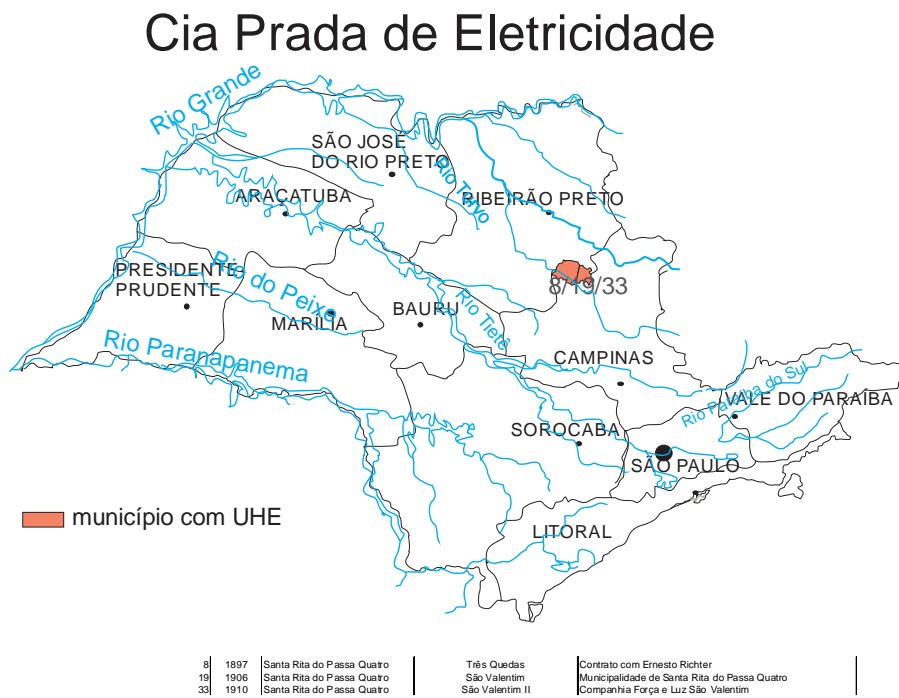 Cia Prada de Eletricidade
Rio Grande
SÃO JOSÉ
DO RIO PRETO
Rio Turvo
RIBEIRÃO PRETO
ARAÇATUBA
PRESIDENTE
PRUDENTE
Rio do Peixe
8/19/33
MARÍLIA
BAURU
Rio Tietê
Rio Paranapanema
CAMPINAS
Rio Paraíba do Sul
VALE DO PARAÍBA
SOROCABA
SÃO PAULO
município com UHE
LITORAL
8 1897 Santa Rita do Passa Quatro Três Quedas Contrato com Ernesto Richter
19 1906 Santa Rita do Passa Quatro São Valentim Municipalidade de Santa Rita do Passa Quatro
33 1910 Santa Rita do Passa Quatro São Valentim II Companhia Força e Luz São Valentim